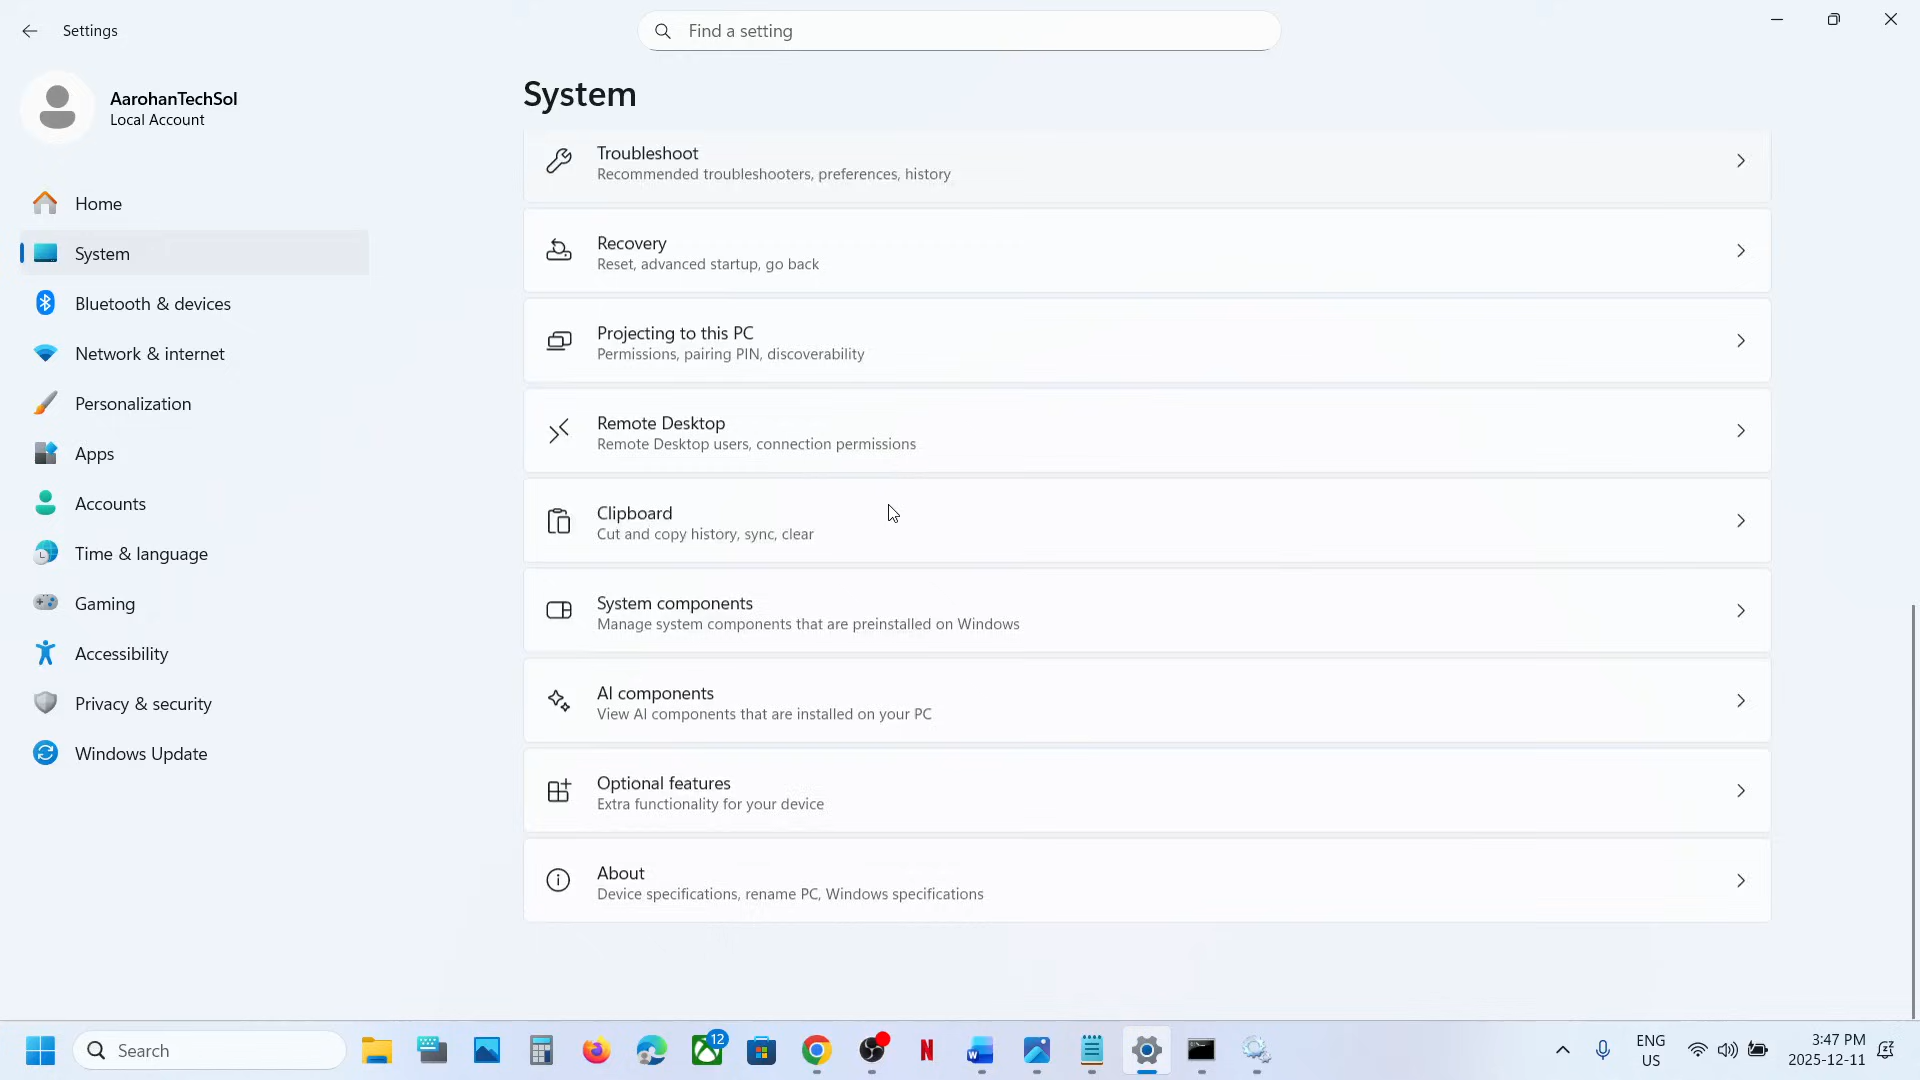 Settings
Find a setting
AarohanTechSol
Local Account
Home
System
Bluetooth & devices
Network & internet
Personalization
Apps
Accounts
Time & language
Gaming
Accessibility
Privacy & security
Windows Update
System
Troubleshoot
Recommended troubleshooters, preferences, history
Recovery
Reset, advanced startup, go back
Projecting to this PC
Permissions, pairing PIN, discoverability
Remote Desktop
Remote Desktop users, connection permissions
Clipboard
Cut and copy history, sync, clear
System components
Manage system components that are preinstalled on Windows
AI components
View AI components that are installed on your PC
Optional features
Extra functionality for your device
About
Device specifications, rename PC, Windows specifications
Search
12
N
W
ENG
US
3:47 PM
2025-12-11